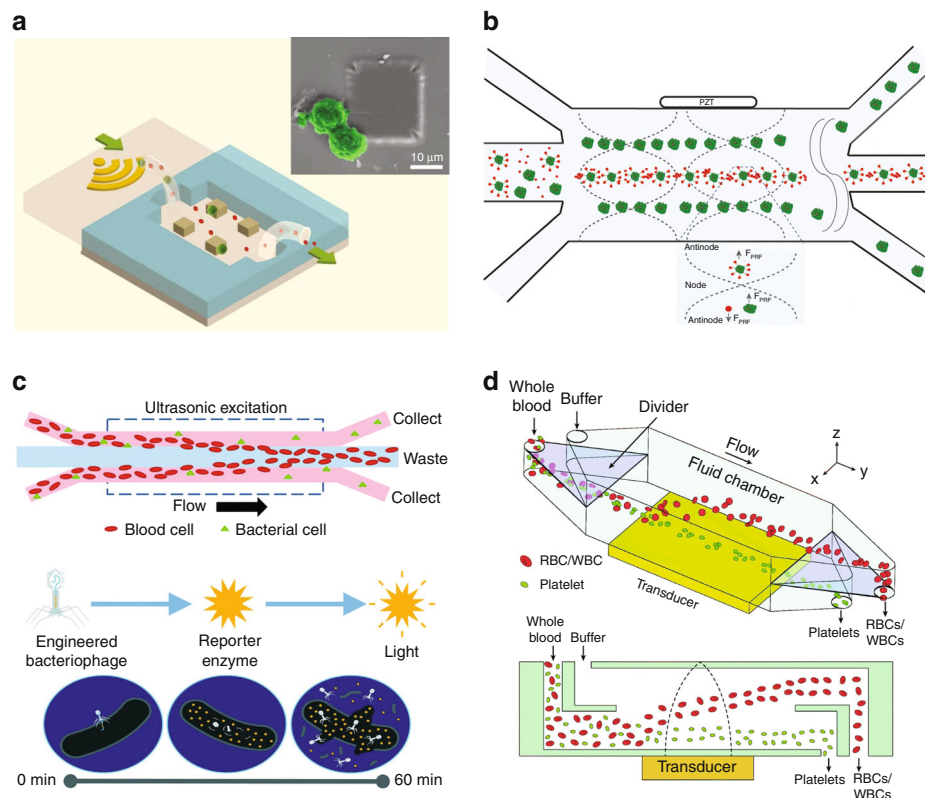 a
10 μm
b
PZT
Antinode
F_PRF
Node
F_PRF
Antinode
F_PRF
c
Ultrasonic excitation
Collect
Waste
Collect
Flow
Blood cell
Bacterial cell
Engineered
bacteriophage
Reporter
enzyme
Light
0 min
60 min
d
Whole
blood
Buffer
Divider
Flow
Fluid chamber
z
x
y
RBC/WBC
Platelet
Transducer
Platelets
RBCs/
WBCs
Whole
blood
Buffer
Transducer
Platelets
RBCs/
WBCs